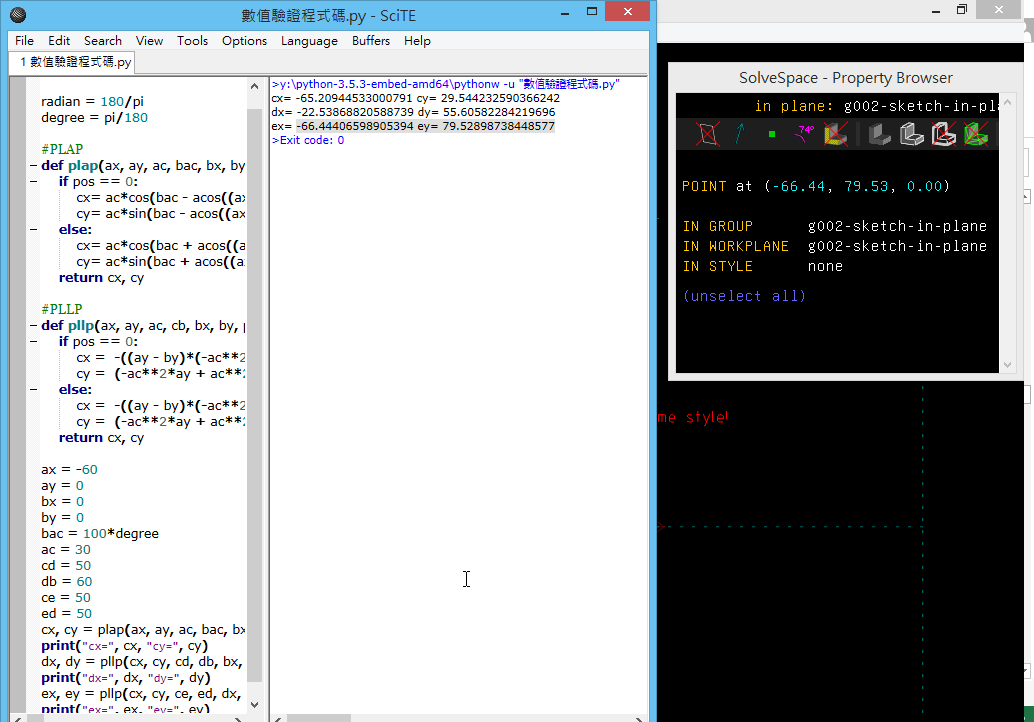 數值驗證程式碼.py - SciTE
File Edit Search View Tools Options Language Buffers Help
1 數值驗證程式碼.py
radian = 180/pi
degree = pi/180
#PLAP
def plap(ax, ay, ac, bac, bx, by
if pos == 0:
cx= ac*cos(bac - acos((ax
cy= ac*sin(bac - acos((ax
else:
cx= ac*cos(bac + acos((a
cy= ac*sin(bac + acos((a
return cx, cy
#PLLP
def pllp(ax, ay, ac, cb, bx, by, p
if pos == 0:
cx = -((ay - by)*(-ac**2
cy = (-ac**2*ay + ac**2
else:
cx = -((ay - by)*(-ac**2
cy = (-ac**2*ay + ac**2
return cx, cy
ax = -60
ay = 0
bx = 0
by = 0
bac = 100*degree
ac = 30
cd = 50
db = 60
ce = 50
ed = 50
cx, cy = plap(ax, ay, ac, bac, bx
print("cx=", cx, "cy=", cy)
dx, dy = pllp(cx, cy, cd, db, bx,
print("dx=", dx, "dy=", dy)
ex, ey = pllp(cx, cy, ce, ed, dx,
print("ex=", ex, "ey=", ey)
>y:\python-3.5.3-embed-amd64\pythonw -u "數值驗證程式碼.py"
cx= -65.20944533000791 cy= 29.544232590366242
dx= -22.53868820588739 dy= 55.60582284219696
ex= -66.44406598905394 ey= 79.52898738448577
>Exit code: 0
SolveSpace - Property Browser
in plane: g002-sketch-in-pla
74°
POINT at (-66.44, 79.53, 0.00)
IN GROUP g002-sketch-in-plane
IN WORKPLANE g002-sketch-in-plane
IN STYLE none
(unselect all)
me style!